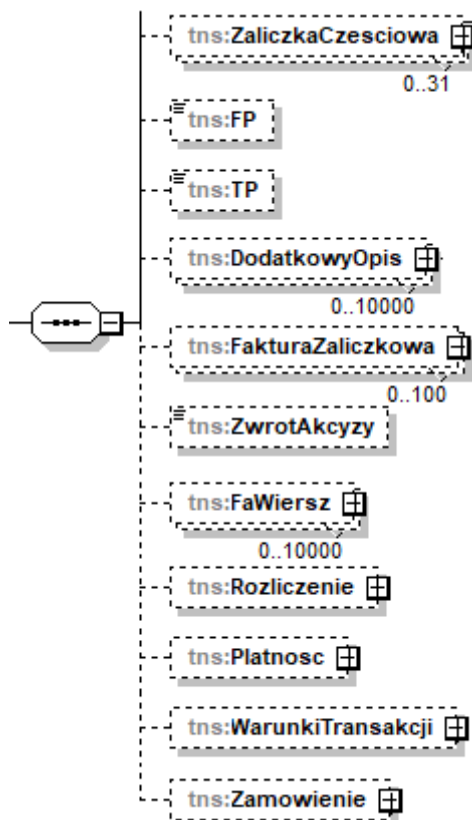 tns:ZaliczkaCzesciowa
0..31
tns:FP
tns:TP
tns:DodatkowyOpis
0..10000
tns:FakturaZaliczkowa
0..100
tns:ZwrotAkcyzy
tns:FaWiersz
0..10000
tns:Rozliczenie
tns:Platnosc
tns:WarunkiTransakcji
tns:Zamowienie